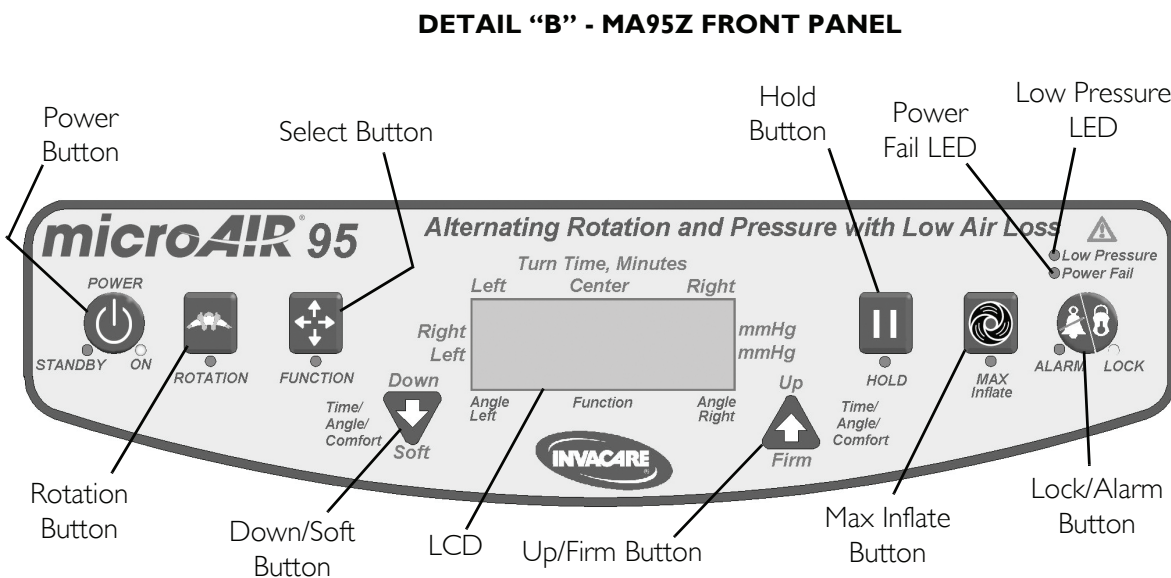 DETAIL “B” - MA95Z FRONT PANEL
Power
Button
Select Button
Hold
Button
Power
Fail LED
Low Pressure
LED
microAIR® 95
Alternating Rotation and Pressure with Low Air Loss
Low Pressure
Power Fail
Turn Time, Minutes
Left Center Right
POWER
STANDBY ON
ROTATION
FUNCTION
Right
Left
mmHg
mmHg
HOLD
MAX
Inflate
ALARM LOCK
Down
Time/
Angle/
Comfort
Soft
Angle
Left
Function
Angle
Right
Up
Time/
Angle/
Comfort
Firm
INVACARE®
Rotation
Button
Down/Soft
Button
LCD
Up/Firm Button
Max Inflate
Button
Lock/Alarm
Button